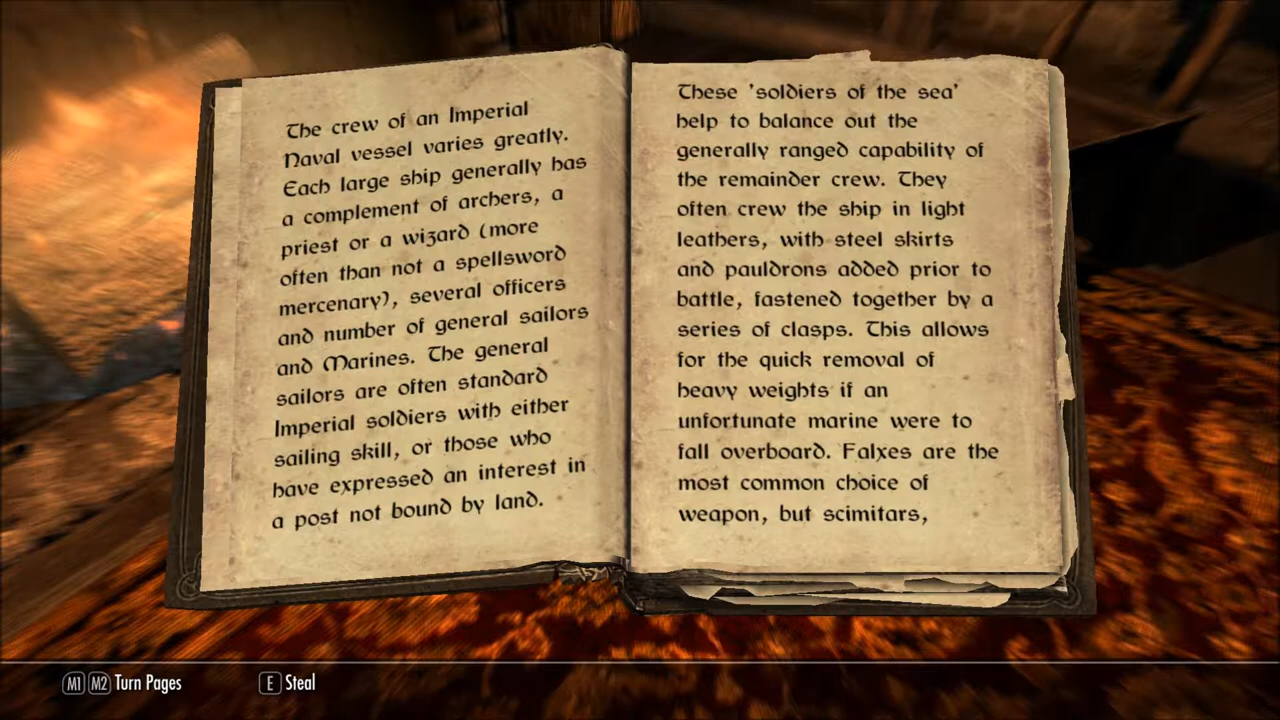 The crew of an Imperial
Naval vessel varies greatly.
Each large ship generally has
a complement of archers, a
priest or a wizard (more
often than not a spellsword
mercenary), several officers
and number of general sailors
and Marines. The general
sailors are often standard
Imperial soldiers with either
sailing skill, or those who
have expressed an interest in
a post not bound by land.
These 'soldiers of the sea'
help to balance out the
generally ranged capability of
the remainder crew. They
often crew the ship in light
leathers, with steel skirts
and pauldrons added prior to
battle, fastened together by a
series of clasps. This allows
for the quick removal of
heavy weights if an
unfortunate marine were to
fall overboard. Falxes are the
most common choice of
weapon, but scimitars,
M1 M2 Turn Pages
E Steal